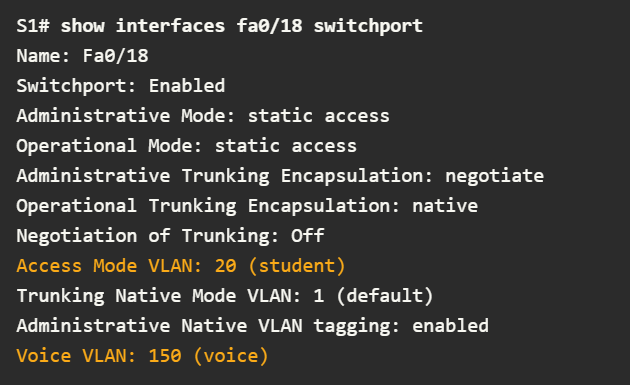 S1# show interfaces fa0/18 switchport
Name: Fa0/18
Switchport: Enabled
Administrative Mode: static access
Operational Mode: static access
Administrative Trunking Encapsulation: negotiate
Operational Trunking Encapsulation: native
Negotiation of Trunking: Off
Access Mode VLAN: 20 (student)
Trunking Native Mode VLAN: 1 (default)
Administrative Native VLAN tagging: enabled
Voice VLAN: 150 (voice)